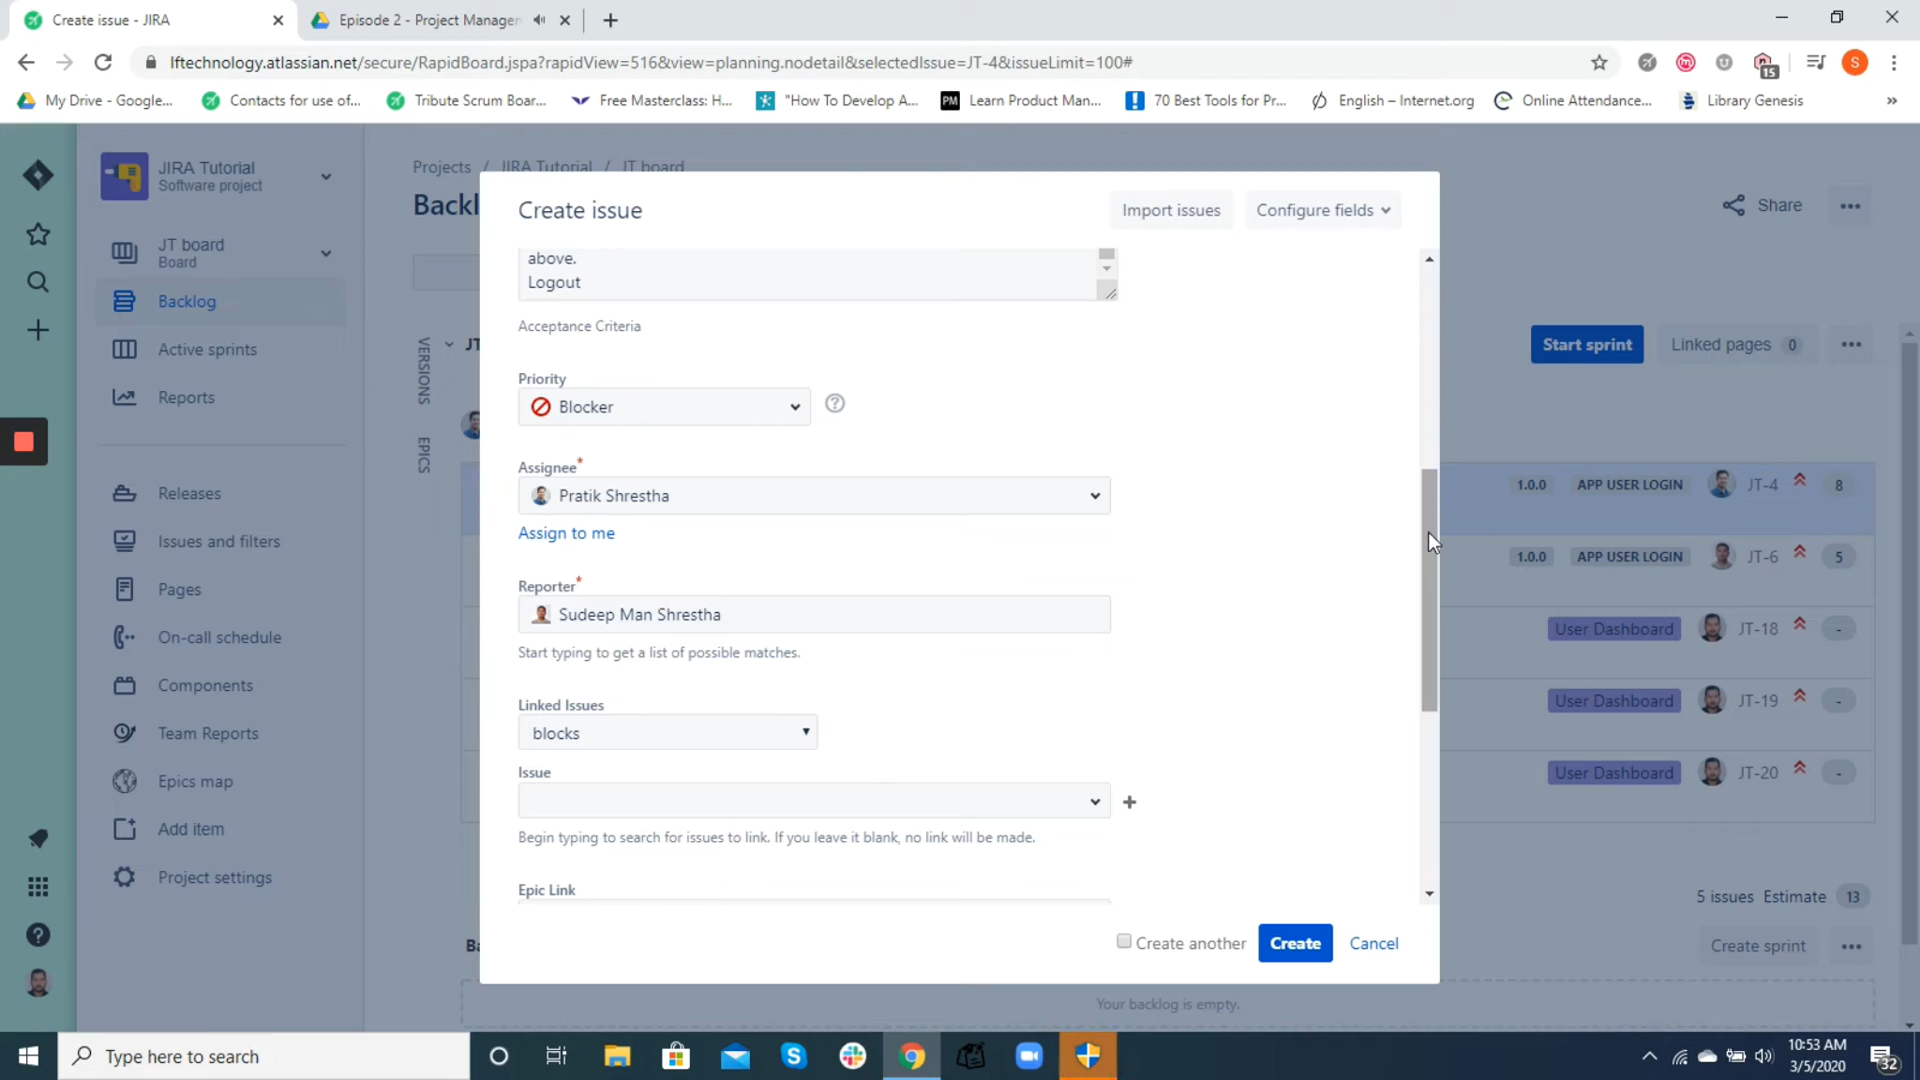 Create issue - JIRA
Episode 2 - Project Managem
lftechnology.atlassian.net/secure/RapidBoard.jspa?rapidView=516&view=planning.nodetail&selectedIssue=JT-4&issueLimit=100#
S
15
My Drive - Google...
Contacts for use of...
Tribute Scrum Boar...
Free Masterclass: H...
"How To Develop A...
PM
Learn Product Man...
70 Best Tools for Pr...
English – Internet.org
Online Attendance...
Library Genesis
»
JIRA Tutorial
Software project
JT board
Board
Backlog
Active sprints
Reports
Releases
Issues and filters
Pages
On-call schedule
Components
Team Reports
Epics map
Add item
Project settings
Projects / JIRA Tutorial / JT board
Backl
Share
VERSIONS
EPICS
JT
Start sprint
Linked pages 0
1.0.0 APP USER LOGIN JT-4 8
1.0.0 APP USER LOGIN JT-6 5
User Dashboard JT-18 -
User Dashboard JT-19 -
User Dashboard JT-20 -
5 issues Estimate 13
Ba
Create sprint
Your backlog is empty.
Create issue
Import issues
Configure fields
above.
Logout
Acceptance Criteria
Priority
Blocker
Assignee*
Pratik Shrestha
Assign to me
Reporter*
Sudeep Man Shrestha
Start typing to get a list of possible matches.
Linked Issues
blocks
Issue
Begin typing to search for issues to link. If you leave it blank, no link will be made.
Epic Link
Create another
Create
Cancel
Type here to search
10:53 AM
3/5/2020
32